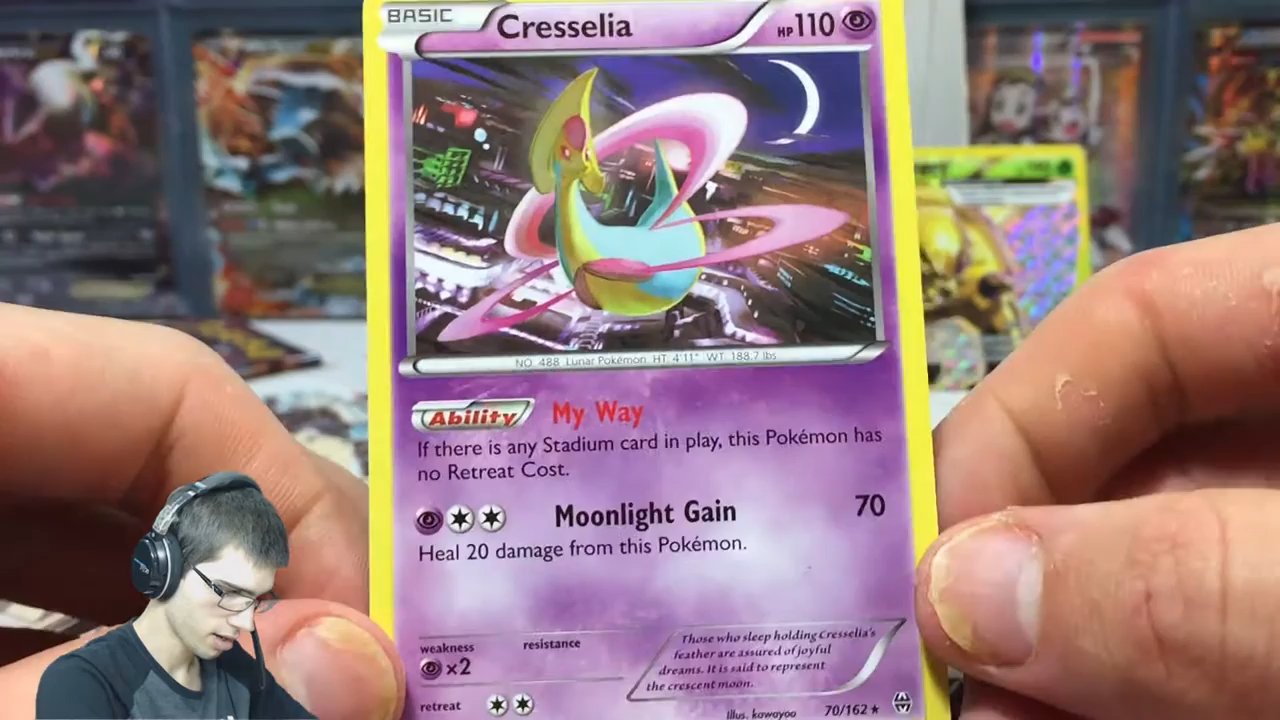 BASIC
Cresselia
HP110
NO. 488 Lunar Pokémon HT: 4'11" WT: 188.7 lbs
Ability My Way
If there is any Stadium card in play, this Pokémon has
no Retreat Cost.
Moonlight Gain 70
Heal 20 damage from this Pokémon.
weakness resistance
×2
retreat
Those who sleep holding Cresselia's
feather are assured of joyful
dreams. It is said to represent
the crescent moon.
Illus. kawayoo 70/162 ★